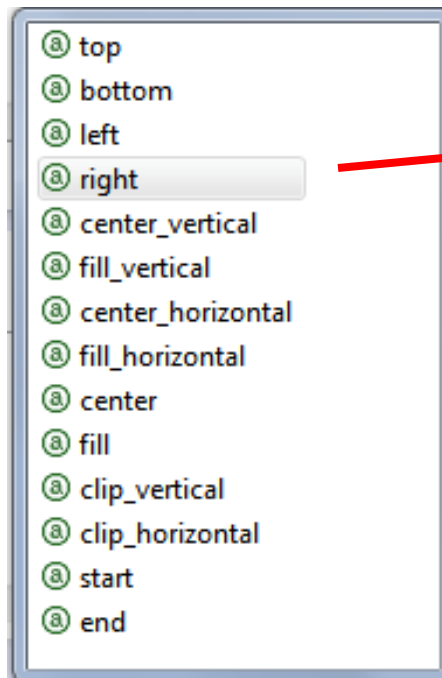 @ top
@ bottom
@ left
@ right
@ center_vertical
@ fill_vertical
@ center_horizontal
@ fill_horizontal
@ center
@ fill
@ clip_vertical
@ clip_horizontal
@ start
@ end